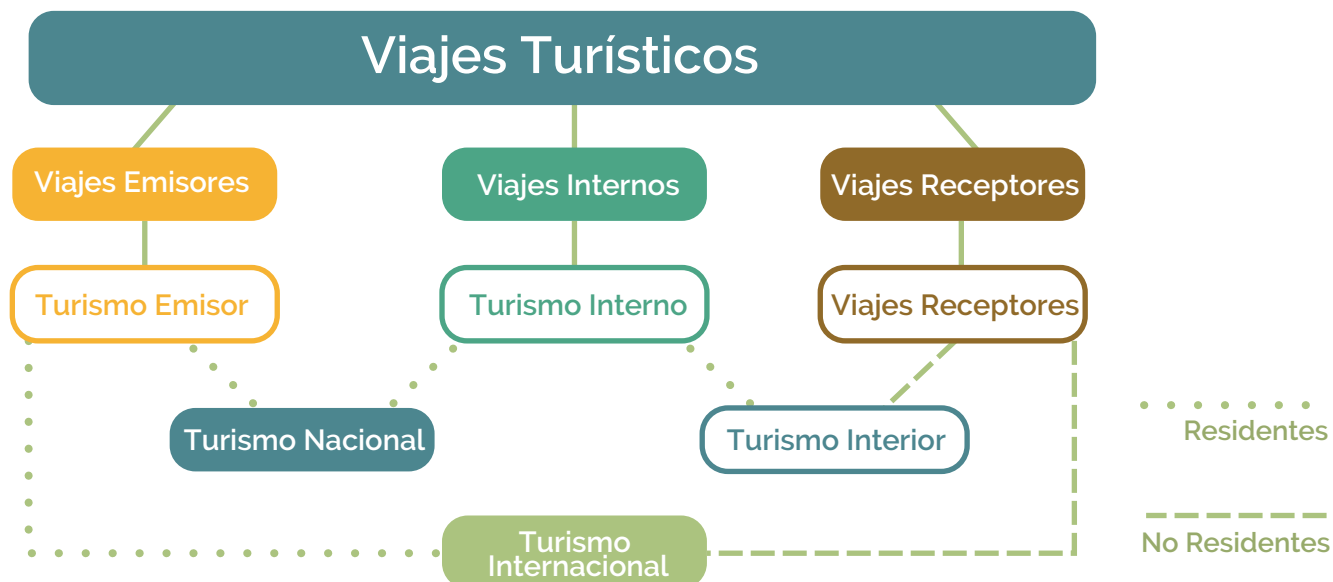 Viajes Turísticos
Viajes Emisores
Viajes Internos
Viajes Receptores
Turismo Emisor
Turismo Interno
Viajes Receptores
Turismo Nacional
Turismo Interior
Residentes
Turismo
Internacional
No Residentes